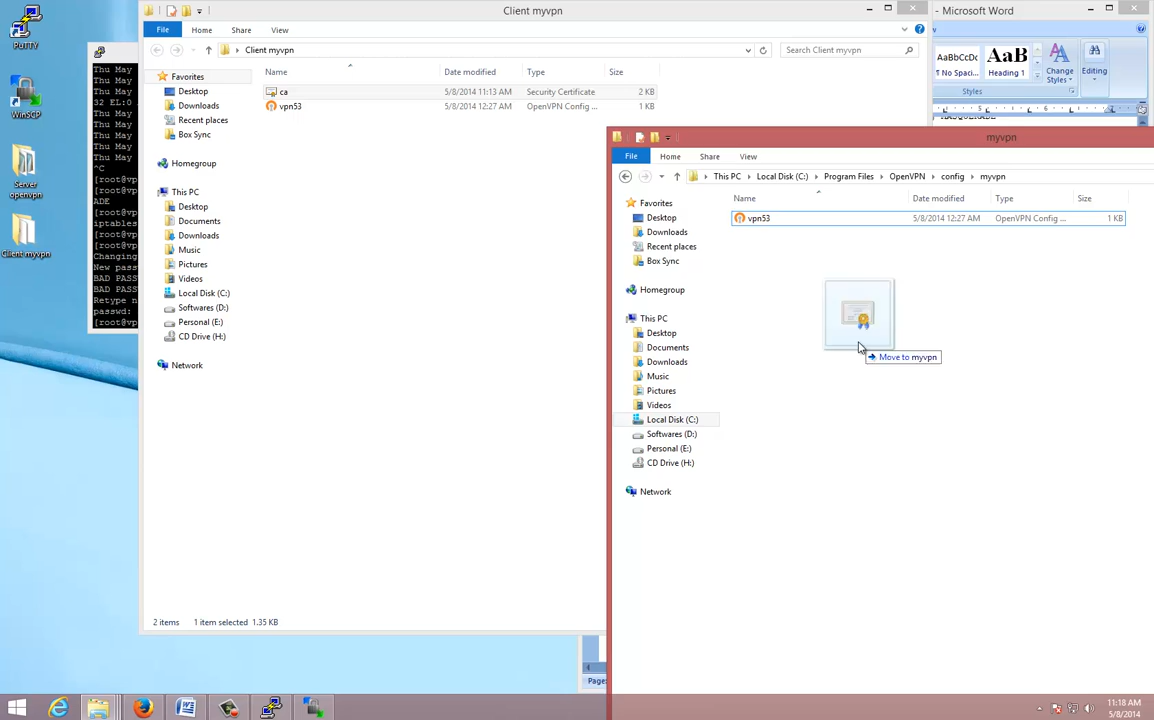 PuTTY
WinSCP
Server
openvpn
Client myvpn
Thu May
Thu May
Thu May
32 EL:0
Thu May
Thu May
Thu May
Thu May
Thu May
^C
[root@vp
[root@vp
ADE
[root@vp
iptables
[root@vp
[root@vp
Changing
New pass
BAD PASS
BAD PASS
Retype n
passwd:
[root@vp
Client myvpn
File
Home
Share
View
Client myvpn
Search Client myvpn
Name
Date modified
Type
Size
ca
5/8/2014 11:13 AM
Security Certificate
2 KB
vpn53
5/8/2014 12:27 AM
OpenVPN Config ...
1 KB
Favorites
Desktop
Downloads
Recent places
Box Sync
Homegroup
This PC
Desktop
Documents
Downloads
Music
Pictures
Videos
Local Disk (C:)
Softwares (D:)
Personal (E:)
CD Drive (H:)
Network
2 items
1 item selected 1.35 KB
- Microsoft Word
AaBbCcDc
¶ No Spaci...
AaB
Heading 1
Change
Styles
Editing
Styles
Pages
myvpn
File
Home
Share
View
This PC
Local Disk (C:)
Program Files
OpenVPN
config
myvpn
Name
Date modified
Type
Size
vpn53
5/8/2014 12:27 AM
OpenVPN Config ...
1 KB
Favorites
Desktop
Downloads
Recent places
Box Sync
Homegroup
This PC
Desktop
Documents
Downloads
Music
Pictures
Videos
Local Disk (C:)
Softwares (D:)
Personal (E:)
CD Drive (H:)
Network
Move to myvpn
11:18 AM
5/8/2014